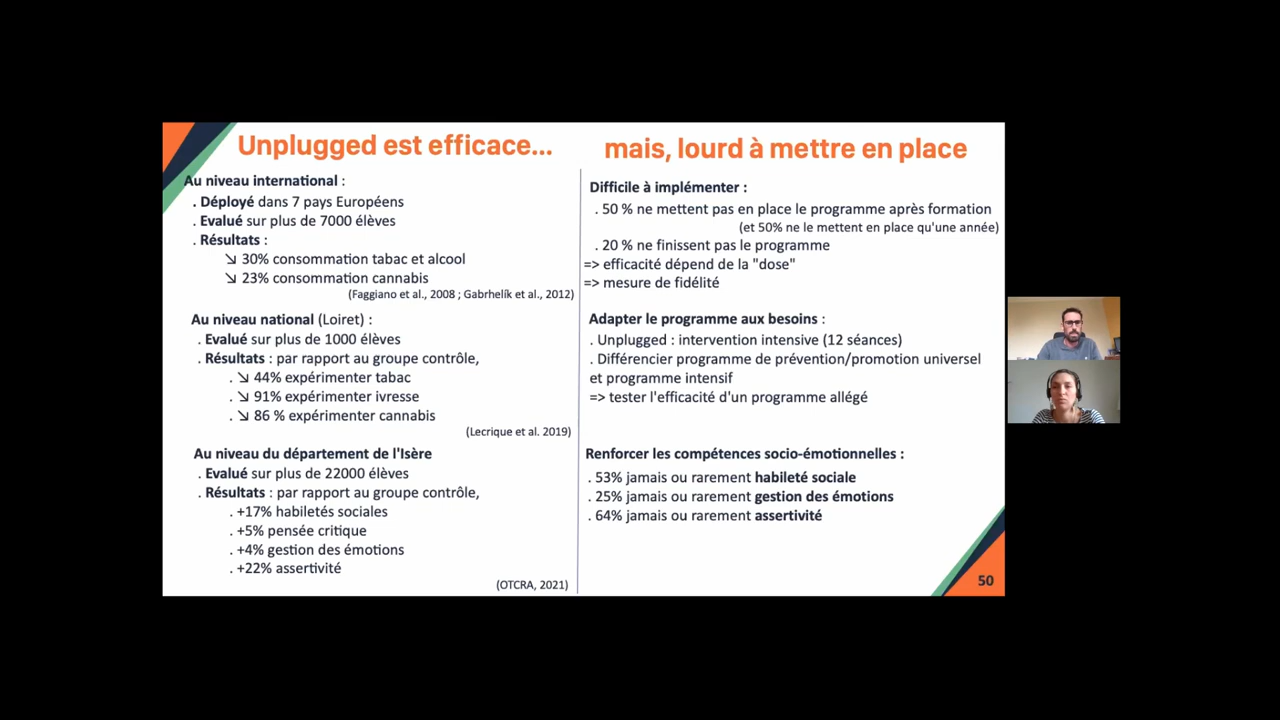 Unplugged est efficace...
Au niveau international :
. Déployé dans 7 pays Européens
. Evalué sur plus de 7000 élèves
. Résultats :
↘ 30% consommation tabac et alcool
↘ 23% consommation cannabis
(Faggiano et al., 2008 ; Gabrhelík et al., 2012)
Au niveau national (Loiret) :
. Evalué sur plus de 1000 élèves
. Résultats : par rapport au groupe contrôle,
. ↘ 44% expérimenter tabac
. ↘ 91% expérimenter ivresse
. ↘ 86 % expérimenter cannabis
(Lecrique et al. 2019)
Au niveau du département de l'Isère
. Evalué sur plus de 22000 élèves
. Résultats : par rapport au groupe contrôle,
. +17% habiletés sociales
. +5% pensée critique
. +4% gestion des émotions
. +22% assertivité
(OTCRA, 2021)
mais, lourd à mettre en place
Difficile à implémenter :
. 50 % ne mettent pas en place le programme après formation
(et 50% ne le mettent en place qu'une année)
. 20 % ne finissent pas le programme
=> efficacité dépend de la "dose"
=> mesure de fidélité
Adapter le programme aux besoins :
. Unplugged : intervention intensive (12 séances)
. Différencier programme de prévention/promotion universel
et programme intensif
=> tester l'efficacité d'un programme allégé
Renforcer les compétences socio-émotionnelles :
. 53% jamais ou rarement habileté sociale
. 25% jamais ou rarement gestion des émotions
. 64% jamais ou rarement assertivité
50